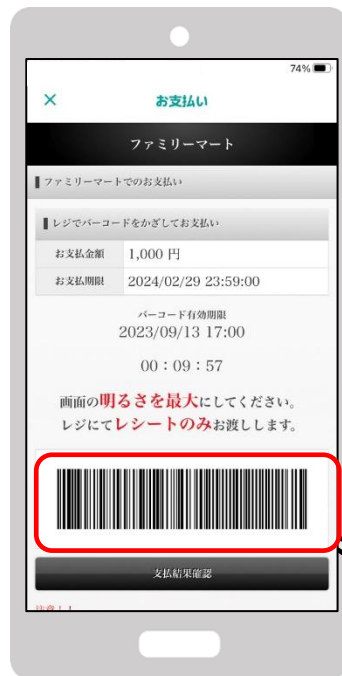 74%
×
お支払い
ファミリーマート
ファミリーマートでのお支払い
レジでバーコードをかざしてお支払い
お支払金額 1,000 円
お支払期限 2024/02/29 23:59:00
バーコード有効期限
2023/09/13 17:00
00：09：57
画面の明るさを最大にしてください。
レジにてレシートのみお渡しします。
支払結果確認